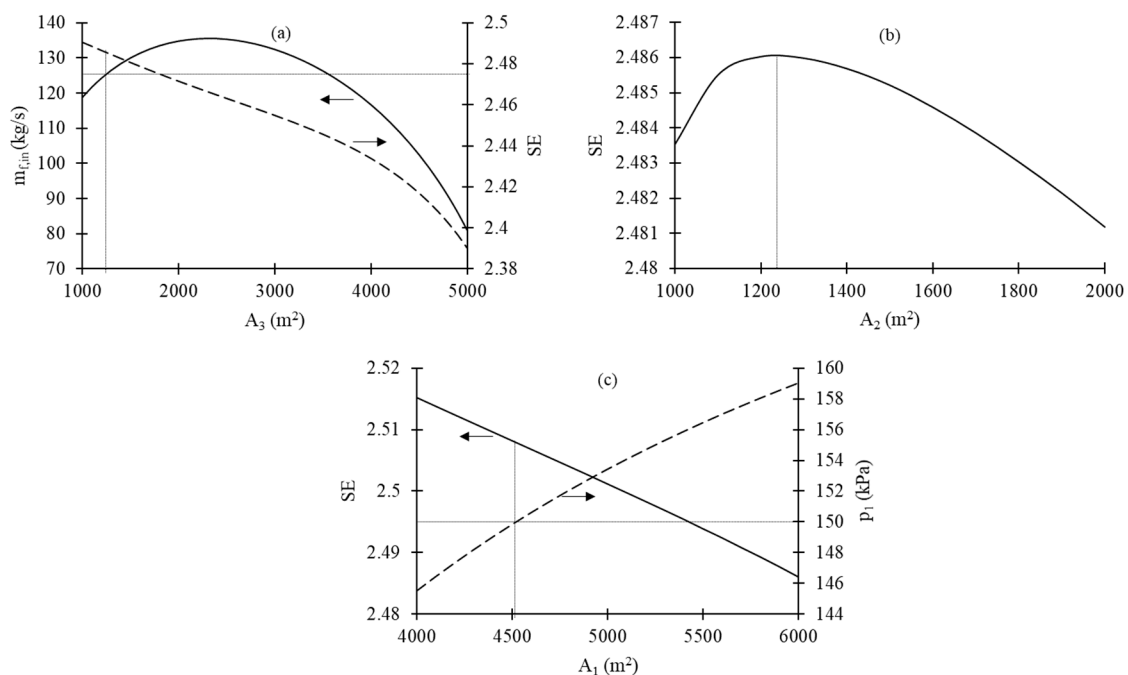 (a)
140
130
120
110
100
90
80
70
m_f,in (kg/s)
2.5
2.48
2.46
2.44
2.42
2.4
2.38
SE
1000 2000 3000 4000 5000
A₃ (m²)
(b)
2.487
2.486
2.485
2.484
2.483
2.482
2.481
2.48
SE
1000 1200 1400 1600 1800 2000
A₂ (m²)
(c)
2.52
2.51
2.5
2.49
2.48
SE
160
158
156
154
152
150
148
146
144
p₁ (kPa)
4000 4500 5000 5500 6000
A₁ (m²)